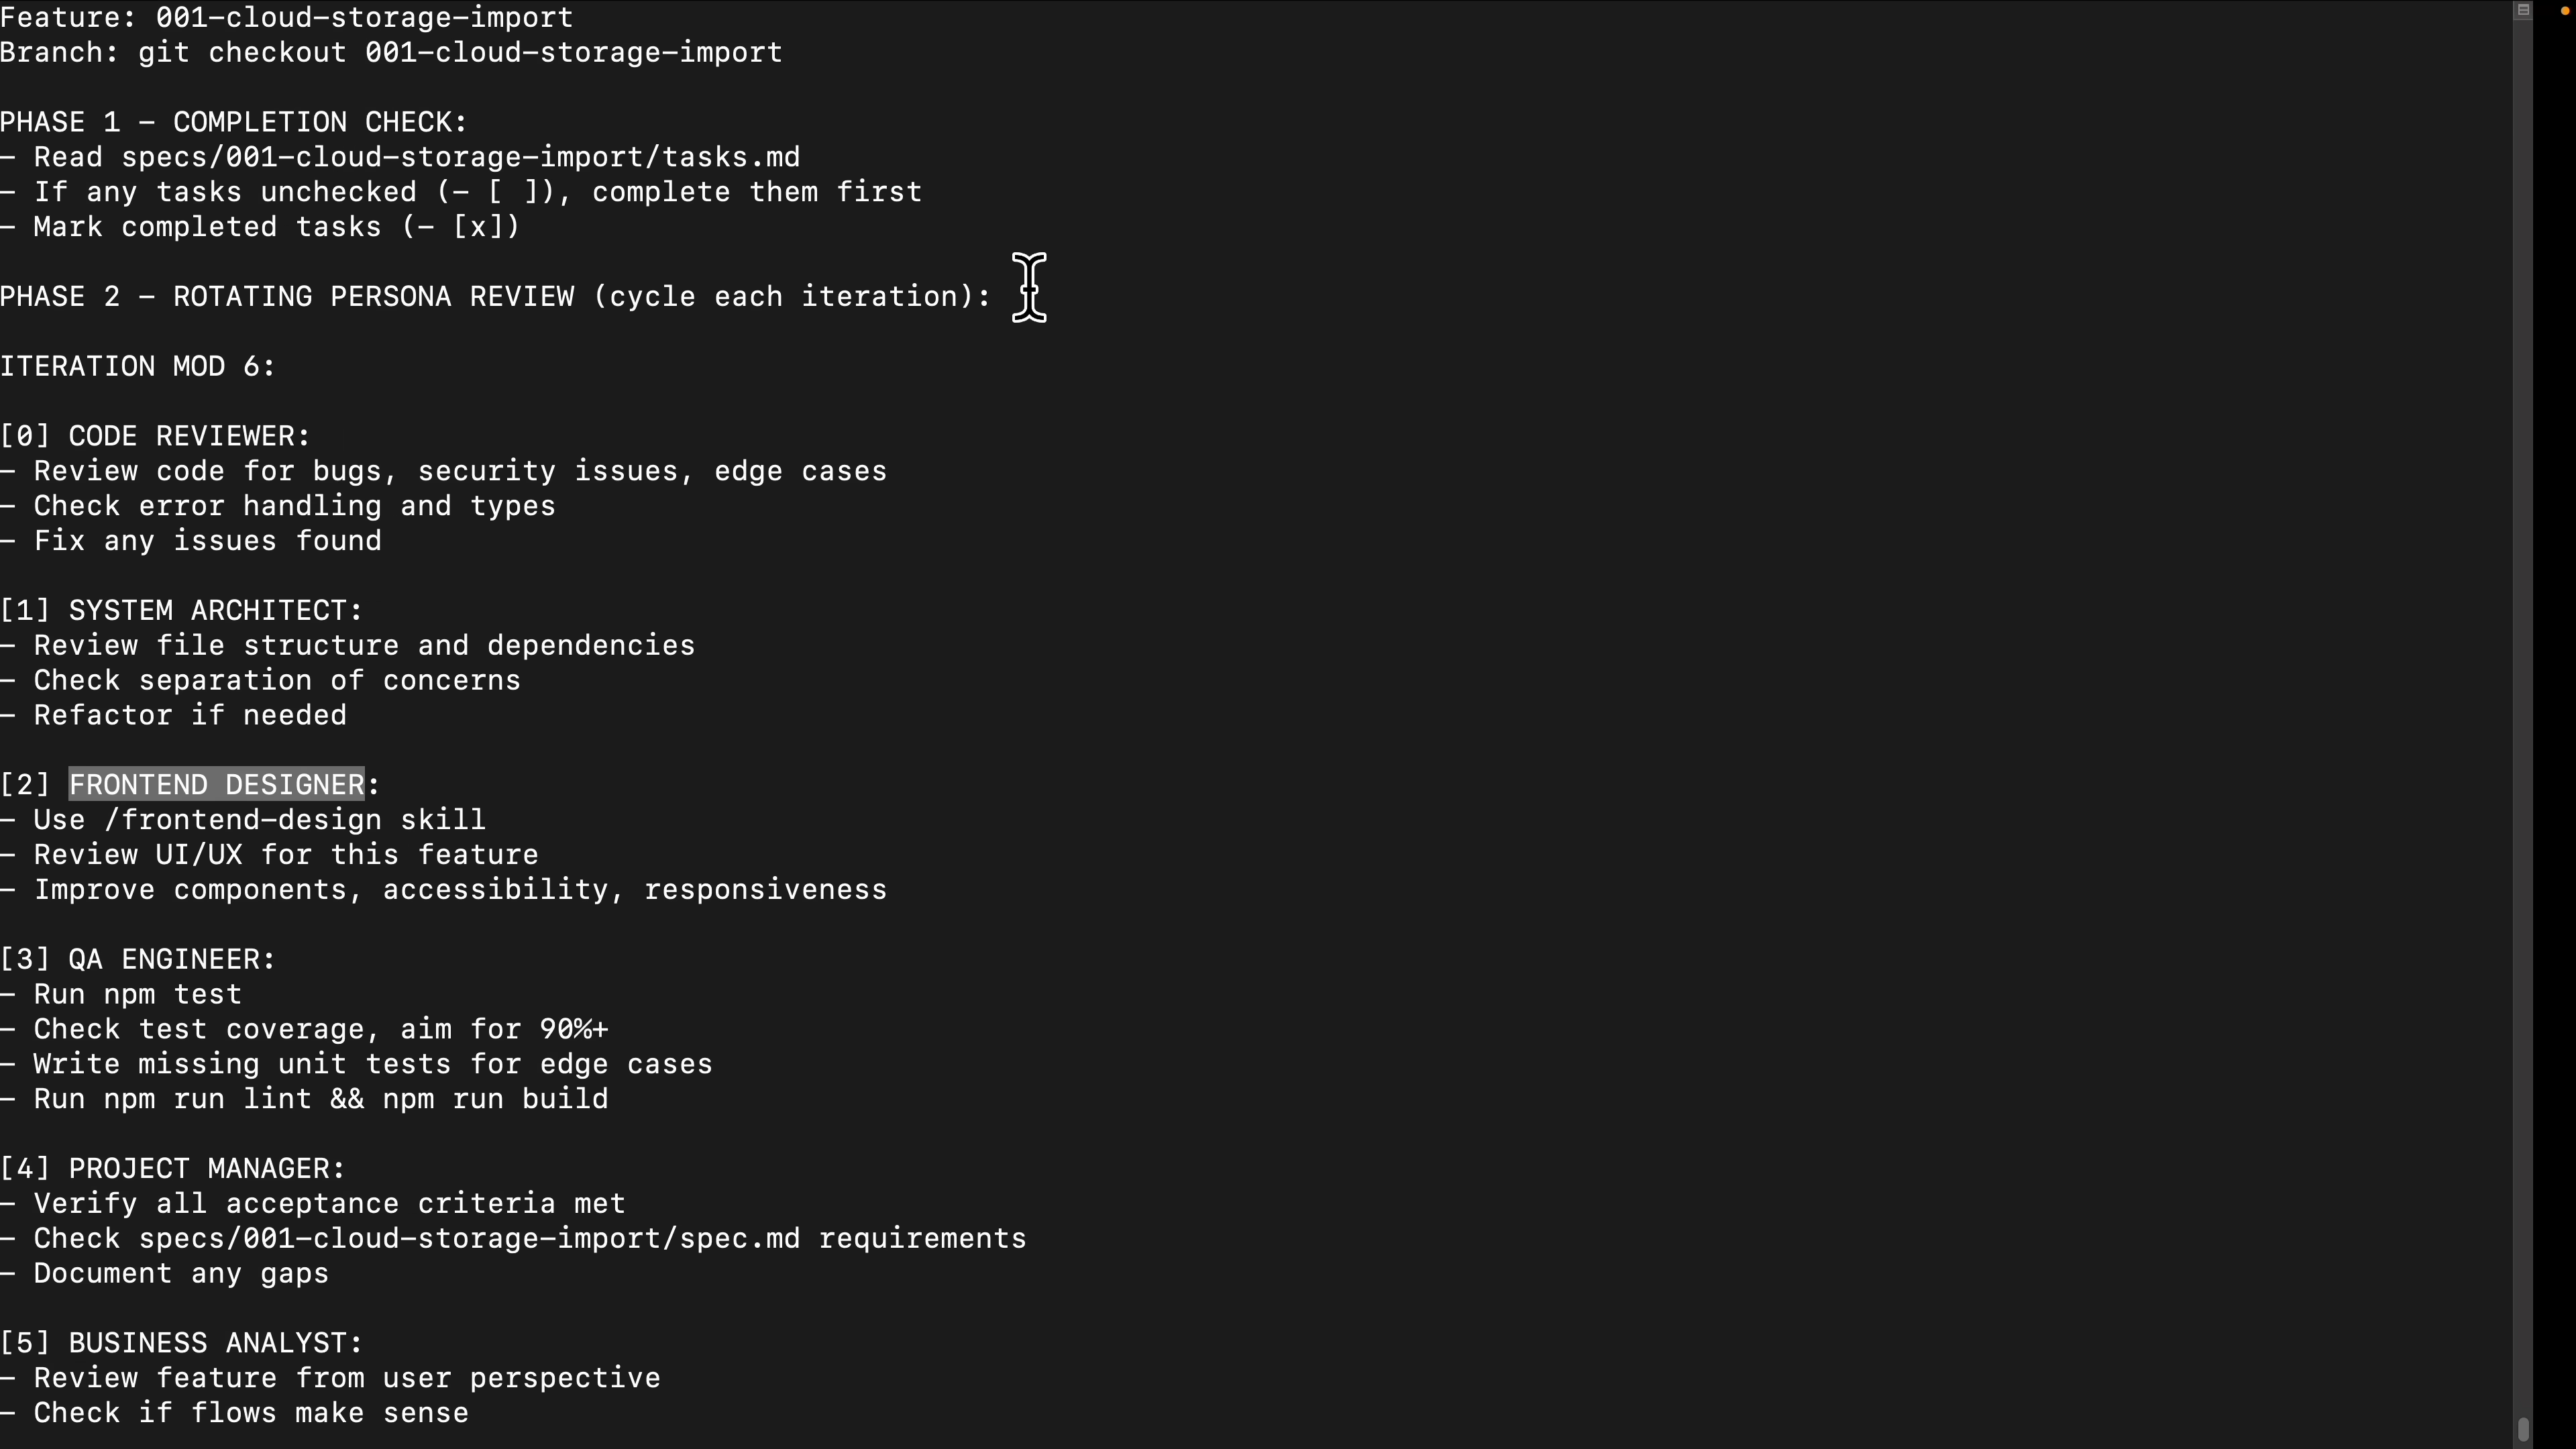 Feature: 001-cloud-storage-import
Branch: git checkout 001-cloud-storage-import
PHASE 1 – COMPLETION CHECK:
– Read specs/001-cloud-storage-import/tasks.md
– If any tasks unchecked (– [ ]), complete them first
– Mark completed tasks (– [x])
PHASE 2 – ROTATING PERSONA REVIEW (cycle each iteration):
ITERATION MOD 6:
[0] CODE REVIEWER:
– Review code for bugs, security issues, edge cases
– Check error handling and types
– Fix any issues found
[1] SYSTEM ARCHITECT:
– Review file structure and dependencies
– Check separation of concerns
– Refactor if needed
[2] FRONTEND DESIGNER:
– Use /frontend-design skill
– Review UI/UX for this feature
– Improve components, accessibility, responsiveness
[3] QA ENGINEER:
– Run npm test
– Check test coverage, aim for 90%+
– Write missing unit tests for edge cases
– Run npm run lint && npm run build
[4] PROJECT MANAGER:
– Verify all acceptance criteria met
– Check specs/001-cloud-storage-import/spec.md requirements
– Document any gaps
[5] BUSINESS ANALYST:
– Review feature from user perspective
– Check if flows make sense